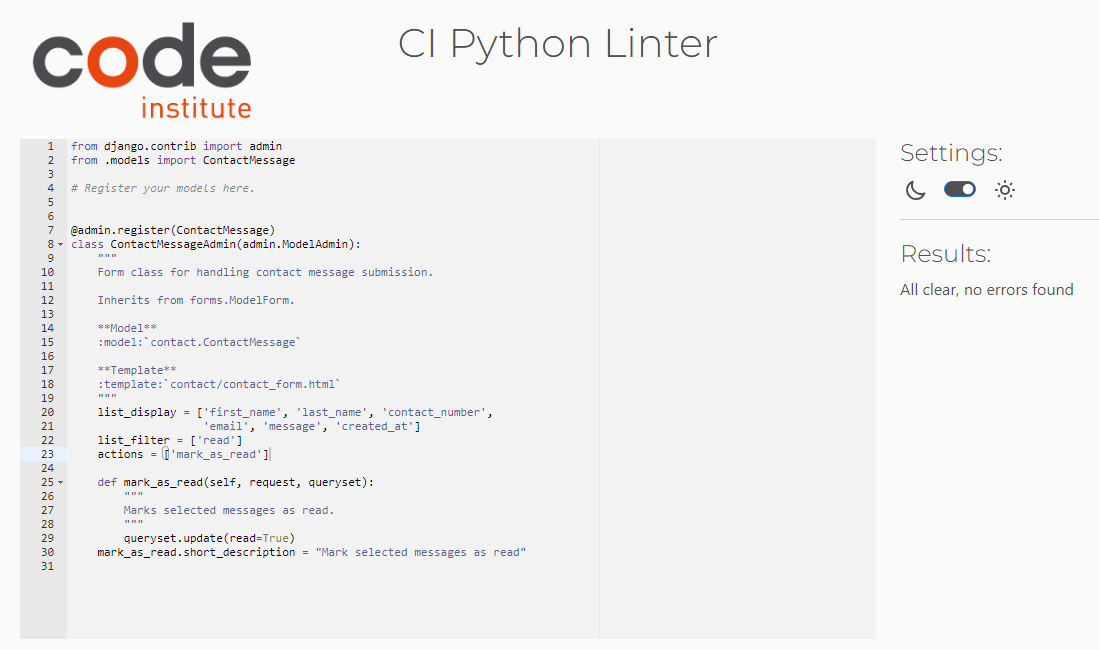 code
institute
CI Python Linter
1 from django.contrib import admin
2 from .models import ContactMessage
3
4 # Register your models here.
5
6
7 @admin.register(ContactMessage)
8 class ContactMessageAdmin(admin.ModelAdmin):
9     """
10     Form class for handling contact message submission.
11
12     Inherits from forms.ModelForm.
13
14     **Model**
15     :model:`contact.ContactMessage`
16
17     **Template**
18     :template:`contact/contact_form.html`
19     """
20     list_display = ['first_name', 'last_name', 'contact_number',
21                     'email', 'message', 'created_at']
22     list_filter = ['read']
23     actions = ['mark_as_read']
24
25     def mark_as_read(self, request, queryset):
26         """
27         Marks selected messages as read.
28         """
29         queryset.update(read=True)
30     mark_as_read.short_description = "Mark selected messages as read"
31
Settings:
Results:
All clear, no errors found